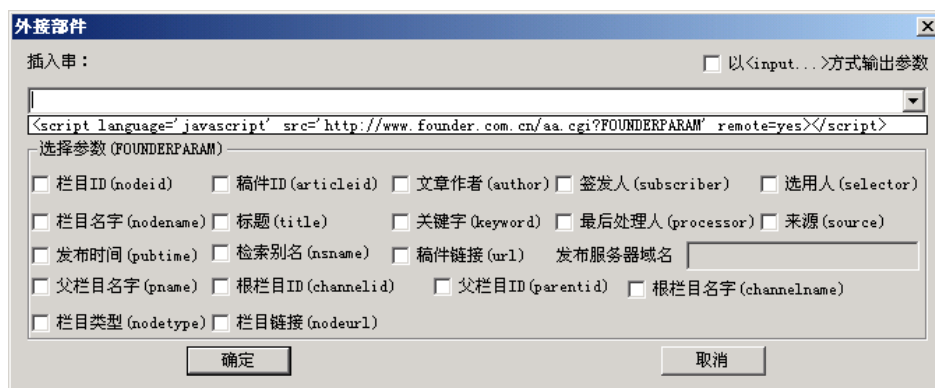 外接部件
插入串：
以<input...>方式输出参数
<script language='javascript' src='http://www.founder.com.cn/aa.cgi?FOUNDERPARAM' remote=yes></script>
选择参数(FOUNDERPARAM)
栏目ID(nodeid) 稿件ID(articleid) 文章作者(author) 签发人(subscriber) 选用人(selector)
栏目名字(nodename) 标题(title) 关键字(keyword) 最后处理人(processor) 来源(source)
发布时间(pubtime) 检索别名(nsname) 稿件链接(url) 发布服务器域名
父栏目名字(pname) 根栏目ID(channelid) 父栏目ID(parentid) 根栏目名字(channelname)
栏目类型(nodetype) 栏目链接(nodeurl)
确定 取消